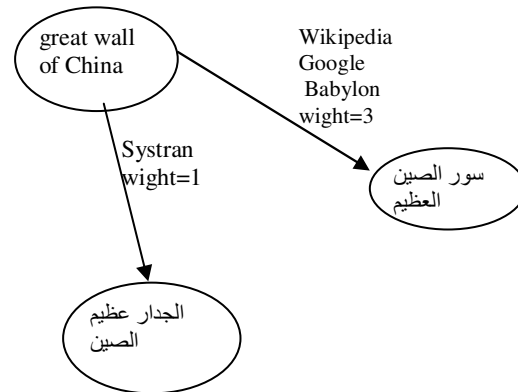 great wall
of China
Wikipedia
Google
Babylon
wight=3
Systran
wight=1
سور الصين
العظيم
الجدار عظيم
الصين